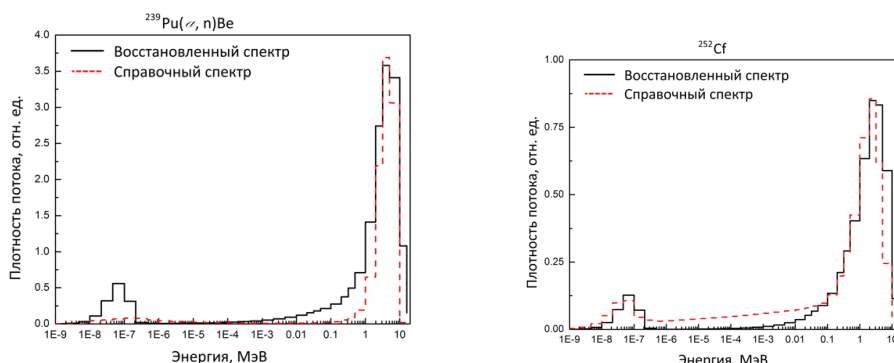 ²³⁹Pu(α, n)Be
Восстановленный спектр
Справочный спектр
Плотность потока, отн. ед.
4.0
3.5
3.0
2.5
2.0
1.5
1.0
0.5
0.0
1E-9 1E-8 1E-7 1E-6 1E-5 1E-4 1E-3 0.01 0.1 1 10
Энергия, МэВ
²⁵²Cf
Восстановленный спектр
Справочный спектр
Плотность потока, отн. ед.
1.00
0.75
0.50
0.25
0.00
1E-9 1E-8 1E-7 1E-6 1E-5 1E-4 1E-3 0.01 0.1 1 10
Энергия, МэВ